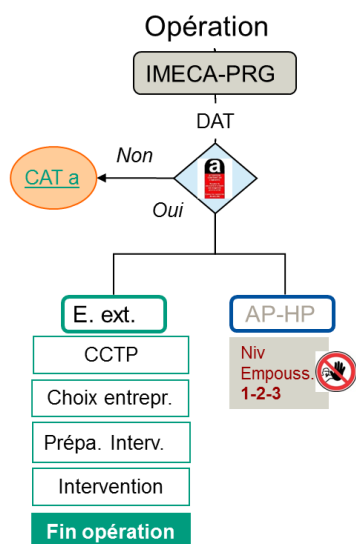 Opération
IMECA-PRG
DAT
Non
CAT a
a
Oui
E. ext.
AP-HP
CCTP
Niv
Empouss.
1-2-3
Choix entrepr.
Prépa. Interv.
Intervention
Fin opération